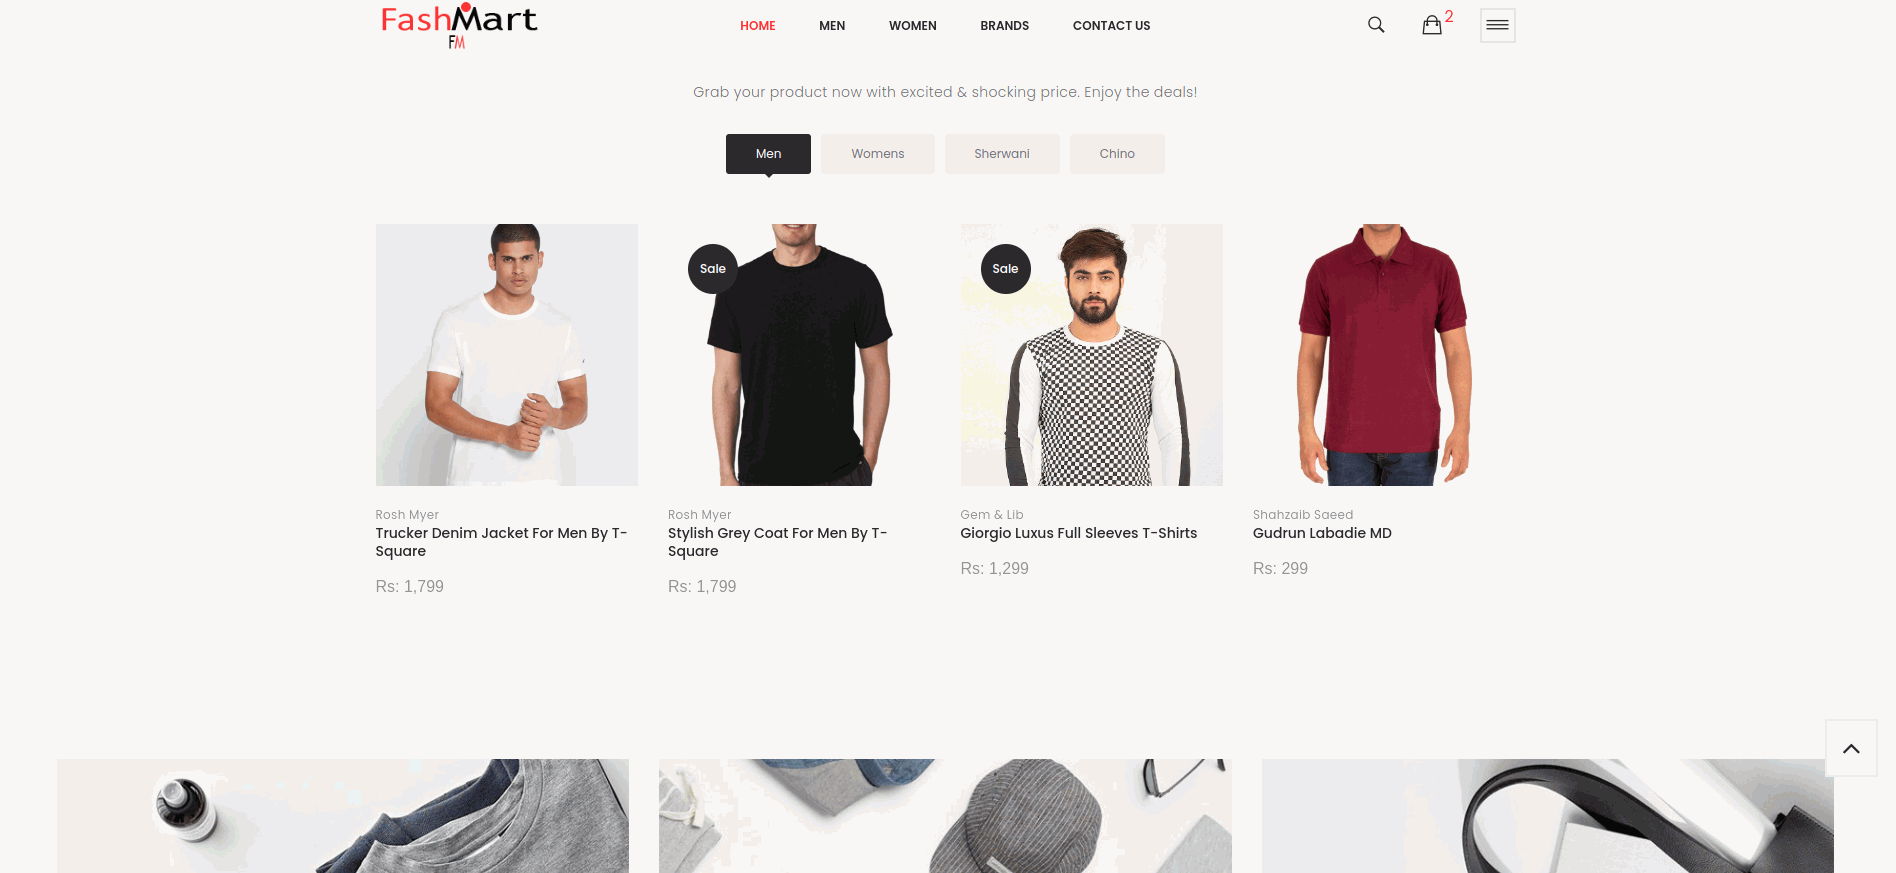 FashMart
FM
HOME MEN WOMEN BRANDS CONTACT US
2
Grab your product now with excited & shocking price. Enjoy the deals!
Men Womens Sherwani Chino
Sale
Sale
Rosh Myer
Trucker Denim Jacket For Men By T-
Square
Rs: 1,799
Rosh Myer
Stylish Grey Coat For Men By T-
Square
Rs: 1,799
Gem & Lib
Giorgio Luxus Full Sleeves T-Shirts
Rs: 1,299
Shahzaib Saeed
Gudrun Labadie MD
Rs: 299